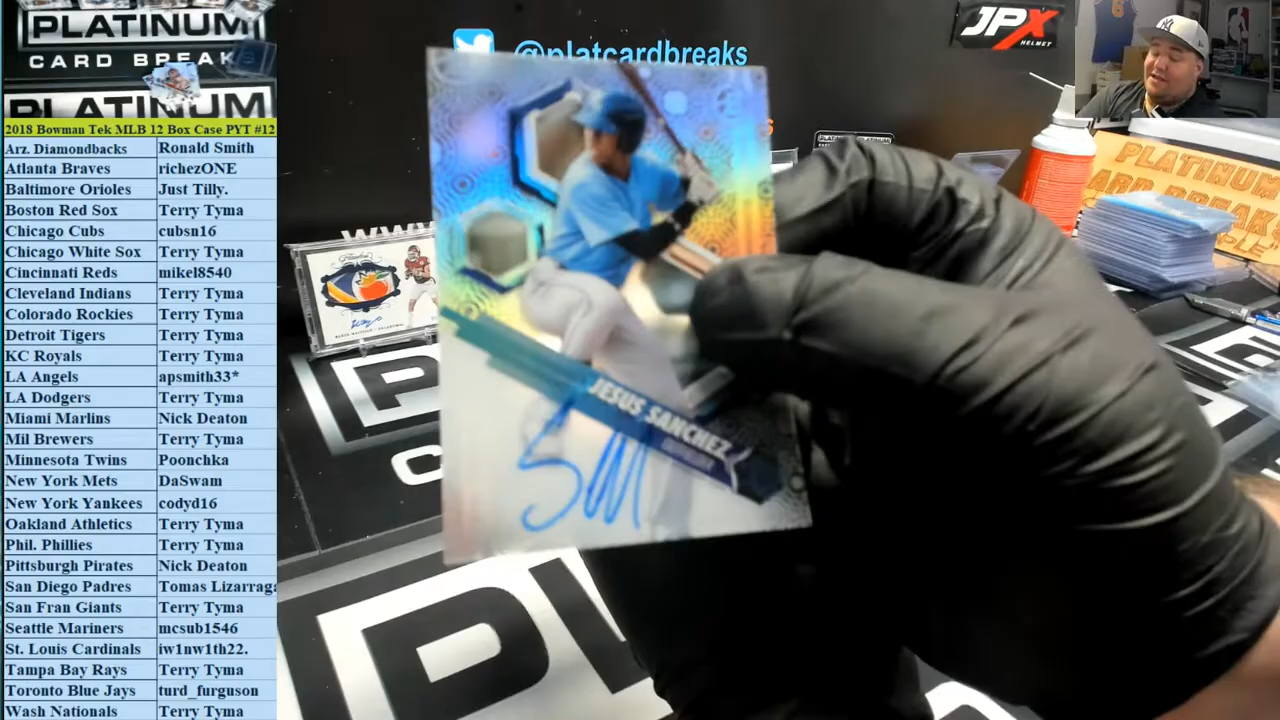 PLATINUM
CARD BREAK
PLATINUM
2018 Bowman Tek MLB 12 Box Case PYT #12
Arz. Diamondbacks Ronald Smith
Atlanta Braves richezONE
Baltimore Orioles Just Tilly.
Boston Red Sox Terry Tyma
Chicago Cubs cubsn16
Chicago White Sox Terry Tyma
Cincinnati Reds mikel8540
Cleveland Indians Terry Tyma
Colorado Rockies Terry Tyma
Detroit Tigers Terry Tyma
KC Royals Terry Tyma
LA Angels apsmith33*
LA Dodgers Terry Tyma
Miami Marlins Nick Deaton
Mil Brewers Terry Tyma
Minnesota Twins Poonchka
New York Mets DaSwam
New York Yankees codyd16
Oakland Athletics Terry Tyma
Phil. Phillies Terry Tyma
Pittsburgh Pirates Nick Deaton
San Diego Padres Tomas Lizarraga
San Fran Giants Terry Tyma
Seattle Mariners mcsub1546
St. Louis Cardinals iw1nw1th22.
Tampa Bay Rays Terry Tyma
Toronto Blue Jays turd_furguson
Wash Nationals Terry Tyma
@platcardbreaks
JPX
HELMET
PLATINUM
CARD BREAKS
JESUS SANCHEZ